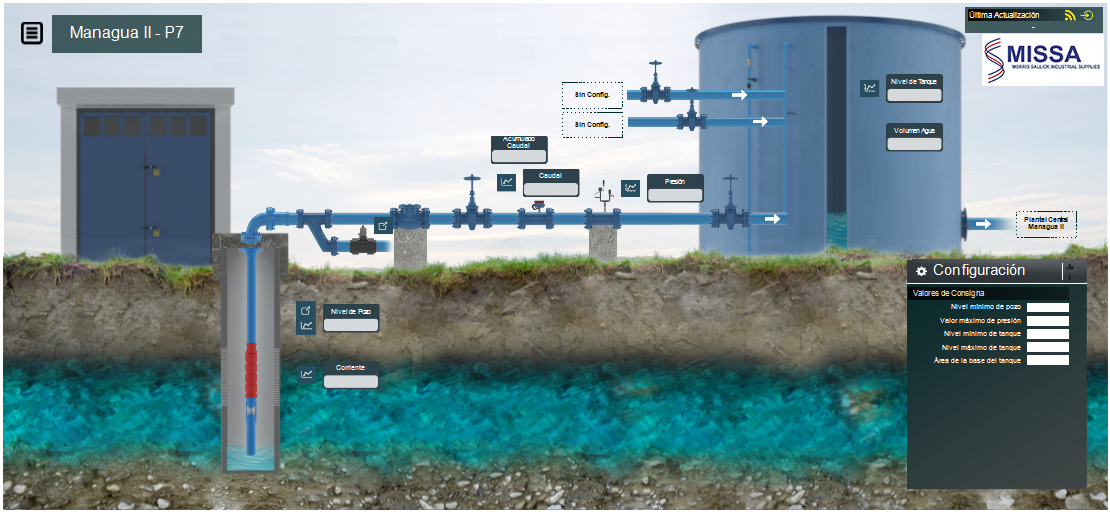 Managua II - P7
Última Actualización
-
MISSA
MORRIS SALLICK INDUSTRIAL SUPPLIES
Sin Config.
Sin Config.
Nivel de Tanque
Volumen Agua
Acumulado
Caudal
Caudal
Presión
Plantel Central
Managua II
Nivel de Pozo
Corriente
Configuración
Valores de Consigna
Nivel mínimo de pozo
Valor máximo de presión
Nivel mínimo de tanque
Nivel máximo de tanque
Área de la base del tanque